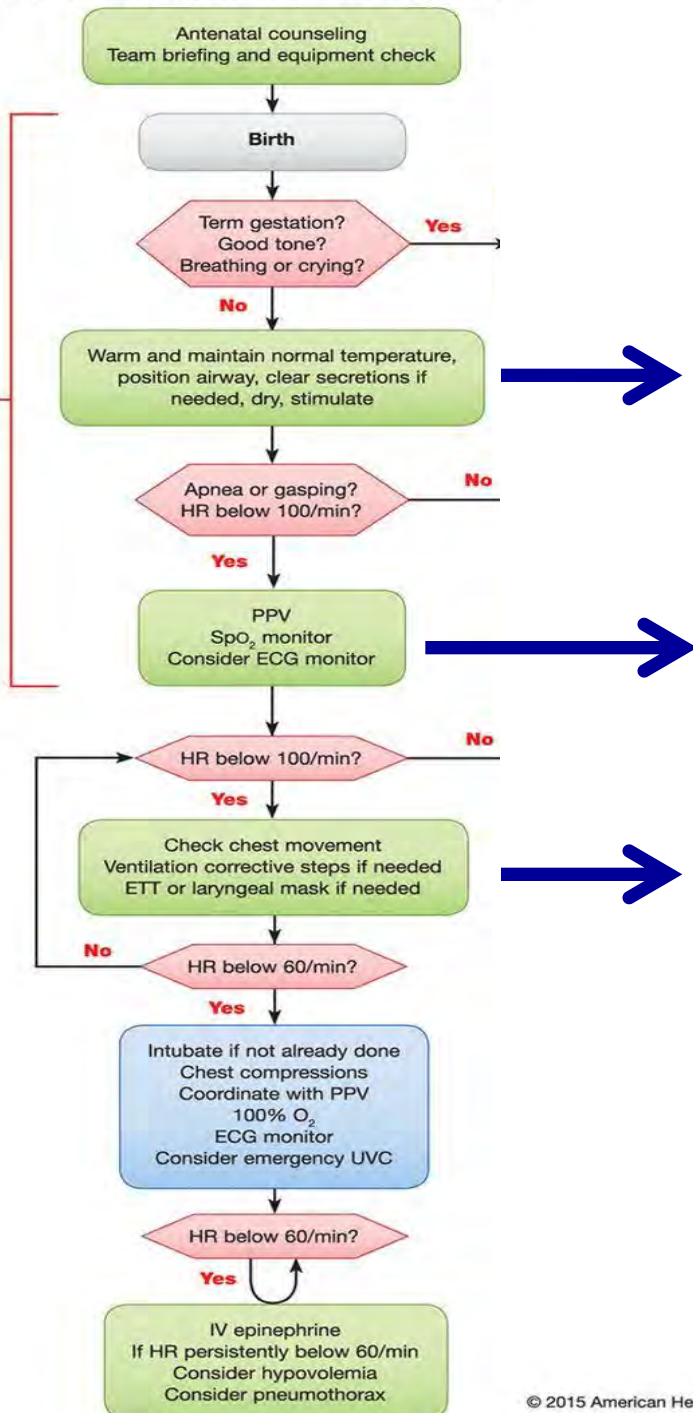 Antenatal counseling
Team briefing and equipment check
Birth
Term gestation?
Good tone?
Breathing or crying?
Yes
No
Warm and maintain normal temperature,
position airway, clear secretions if
needed, dry, stimulate
Apnea or gasping?
HR below 100/min?
No
Yes
PPV
SpO₂ monitor
Consider ECG monitor
HR below 100/min?
No
Yes
Check chest movement
Ventilation corrective steps if needed
ETT or laryngeal mask if needed
No
HR below 60/min?
Yes
Intubate if not already done
Chest compressions
Coordinate with PPV
100% O₂
ECG monitor
Consider emergency UVC
HR below 60/min?
Yes
IV epinephrine
If HR persistently below 60/min
Consider hypovolemia
Consider pneumothorax
© 2015 American He